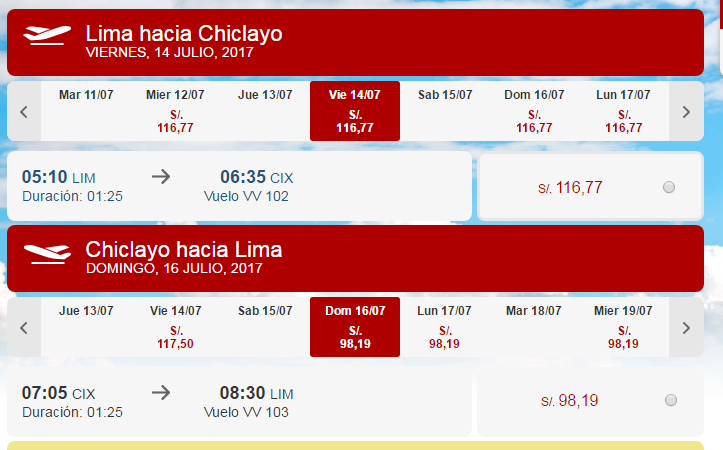 Lima hacia Chiclayo
VIERNES, 14 JULIO, 2017
Mar 11/07 Mier 12/07 Jue 13/07 Vie 14/07 Sab 15/07 Dom 16/07 Lun 17/07
S/. S/. S/. S/.
116,77 116,77 116,77 116,77
05:10 LIM 06:35 CIX
Duración: 01:25 Vuelo VV 102
S/. 116,77
Chiclayo hacia Lima
DOMINGO, 16 JULIO, 2017
Jue 13/07 Vie 14/07 Sab 15/07 Dom 16/07 Lun 17/07 Mar 18/07 Mier 19/07
S/. S/. S/. S/.
117,50 98,19 98,19 98,19
07:05 CIX 08:30 LIM
Duración: 01:25 Vuelo VV 103
S/. 98,19